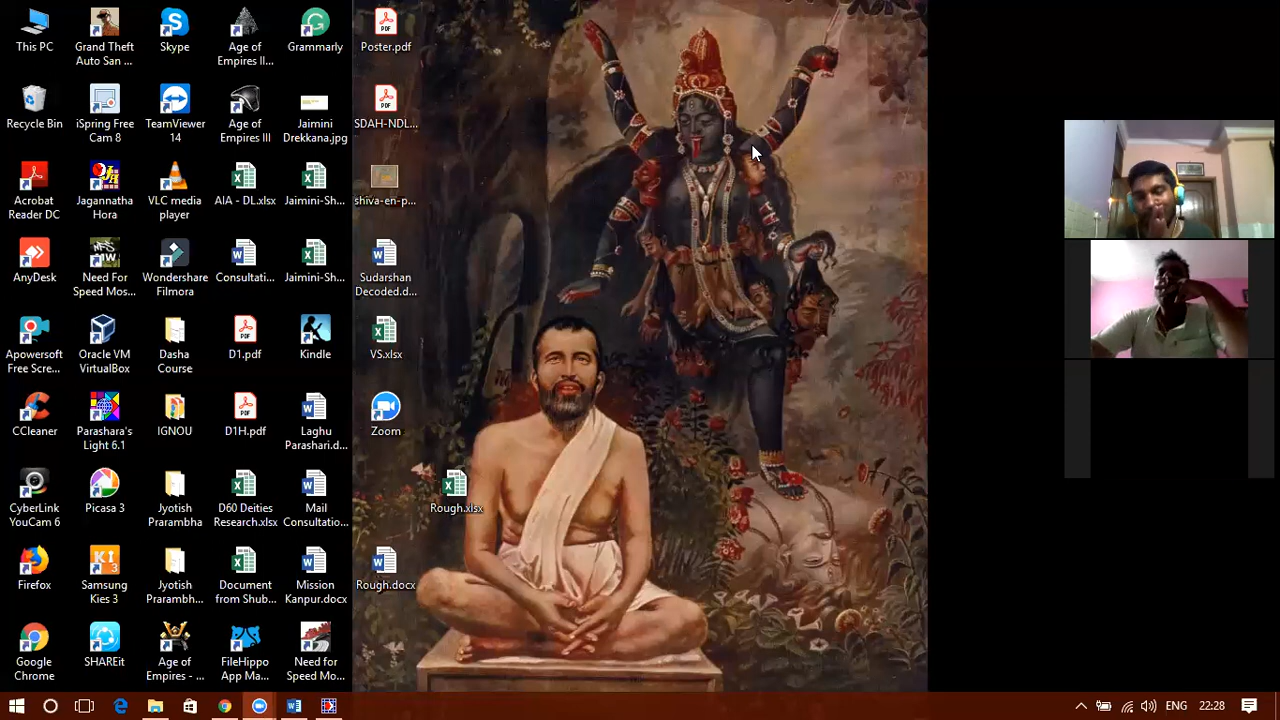 This PC
Grand Theft
Auto San ...
Skype
Age of
Empires II...
Grammarly
Poster.pdf
Recycle Bin
iSpring Free
Cam 8
TeamViewer
14
Age of
Empires III
Jaimini
Drekkana.jpg
SDAH-NDL...
Acrobat
Reader DC
Jagannatha
Hora
VLC media
player
AIA - DL.xlsx
Jaimini-Sh...
shiva-en-p...
AnyDesk
Need For
Speed Mos...
Wondershare
Filmora
Consultati...
Jaimini-Sh...
Sudarshan
Decoded.d...
Apowersoft
Free Scre...
Oracle VM
VirtualBox
Dasha
Course
D1.pdf
Kindle
VS.xlsx
CCleaner
Parashara's
Light 6.1
IGNOU
D1H.pdf
Laghu
Parashari.d...
Zoom
CyberLink
YouCam 6
Picasa 3
Jyotish
Prarambha
D60 Deities
Research.xlsx
Mail
Consultatio...
Rough.xlsx
Firefox
Samsung
Kies 3
Jyotish
Prarambh...
Document
from Shub...
Mission
Kanpur.docx
Rough.docx
Google
Chrome
SHAREit
Age of
Empires - ...
FileHippo
App Ma...
Need for
Speed Mo...
ENG
22:28